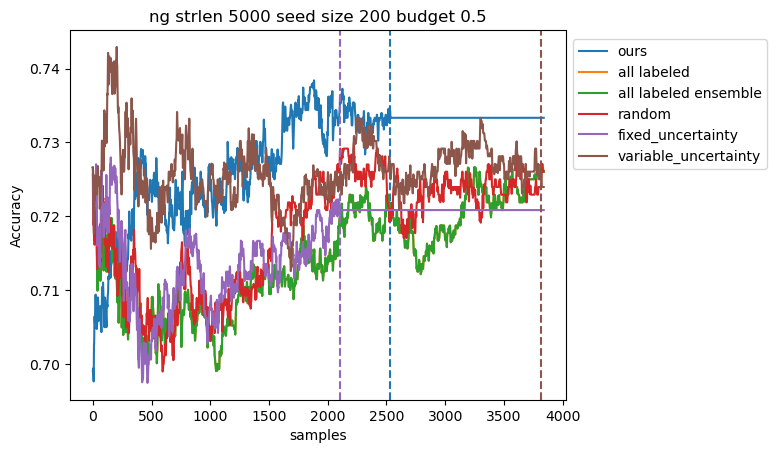 ng strlen 5000 seed size 200 budget 0.5
0.74
0.73
0.72
0.71
0.70
Accuracy
0
500
1000
1500
2000
2500
3000
3500
4000
samples
ours
all labeled
all labeled ensemble
random
fixed_uncertainty
variable_uncertainty